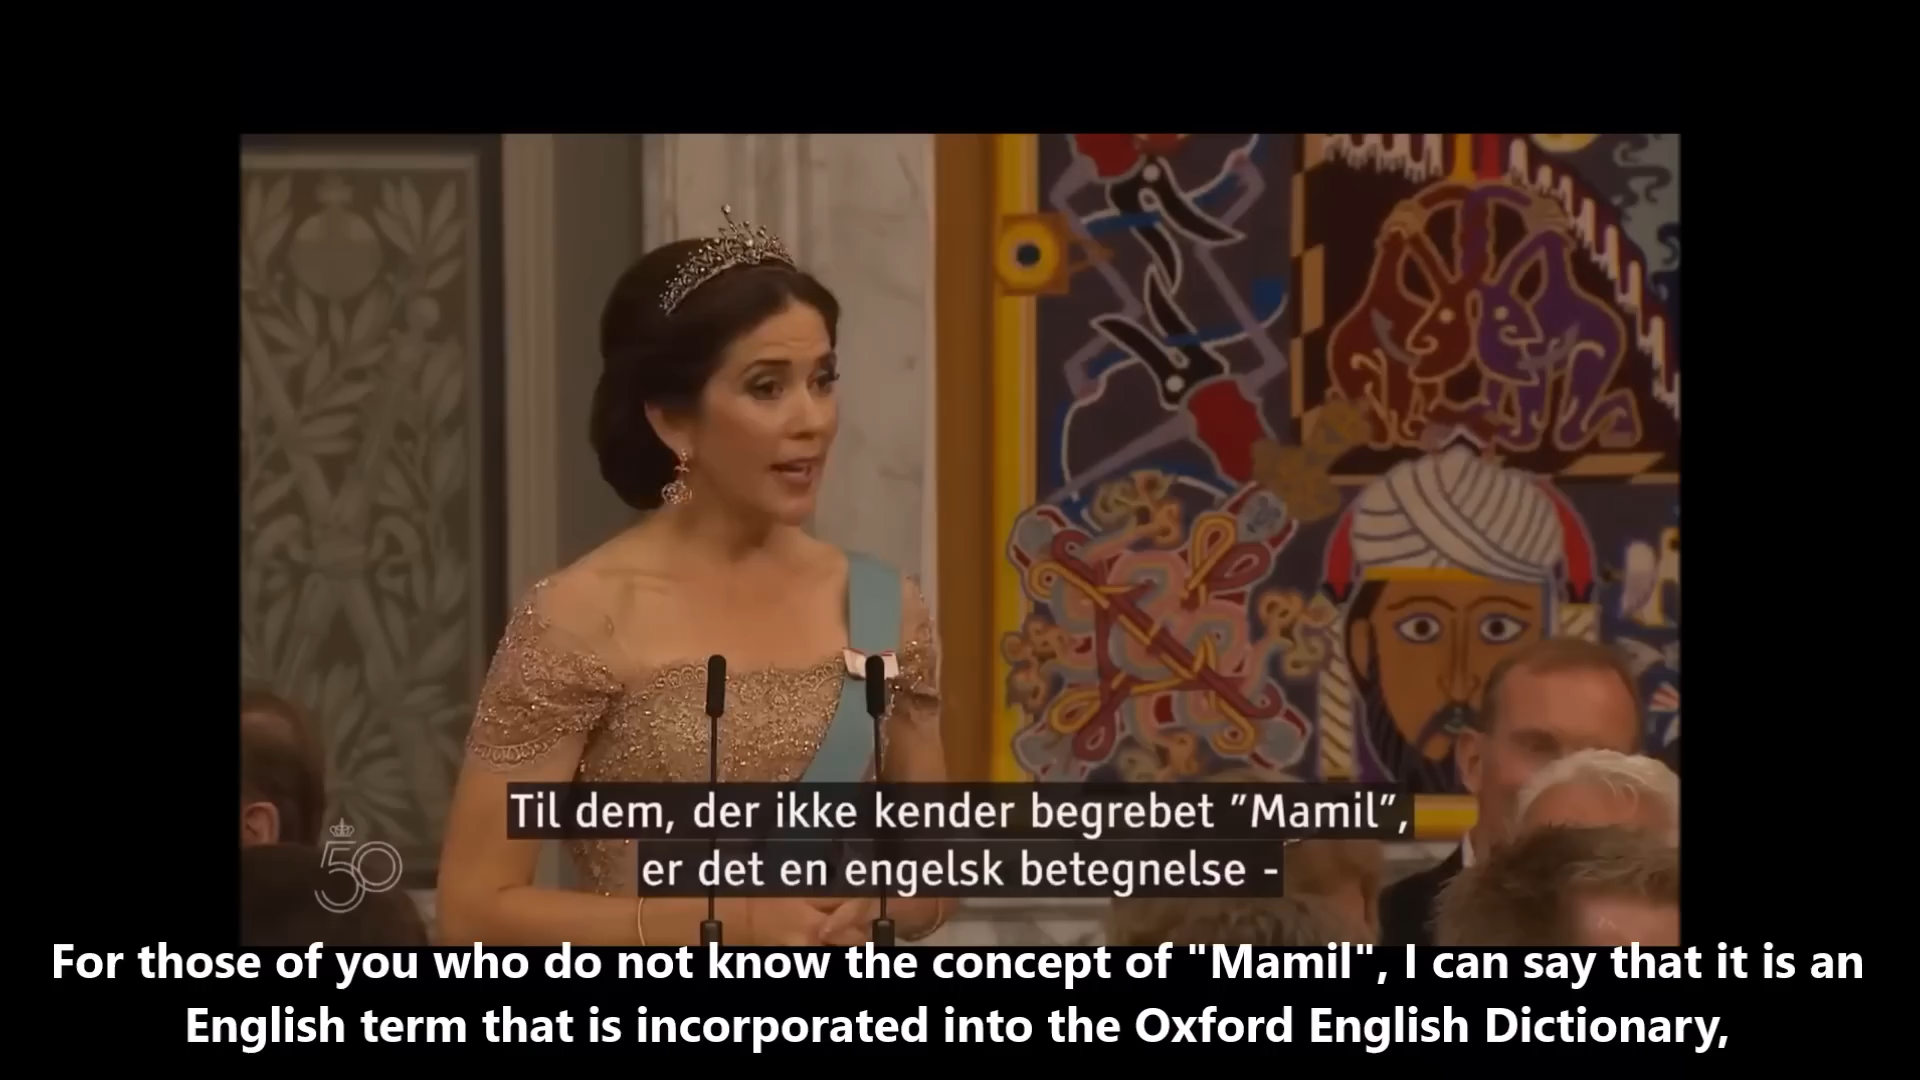 50
Til dem, der ikke kender begrebet ”Mamil”,
er det en engelsk betegnelse -
For those of you who do not know the concept of "Mamil", I can say that it is an
English term that is incorporated into the Oxford English Dictionary,